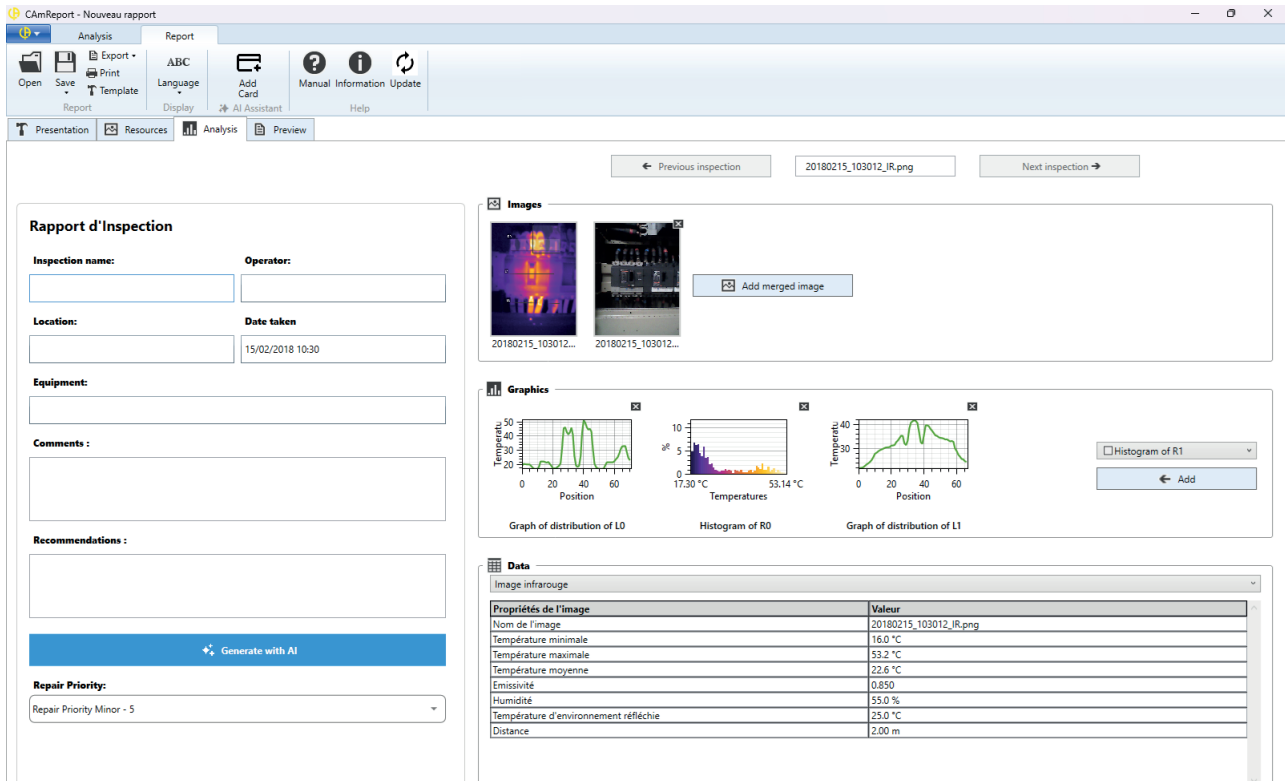 CAmReport - Nouveau rapport
Analysis
Report
Open
Save
Export
Print
Template
Report
ABC
Language
Display
Add Card
AI Assistant
Manual
Information
Update
Help
Presentation
Resources
Analysis
Preview
Previous inspection
20180215_103012_IR.png
Next inspection
Rapport d'Inspection
Inspection name:
Operator:
Location:
Date taken
15/02/2018 10:30
Equipment:
Comments :
Recommendations :
Generate with AI
Repair Priority:
Repair Priority Minor - 5
Images
20180215_103012...
20180215_103012...
Add merged image
Graphics
Temperatu
50
40
30
20
0 20 40 60
Position
Graph of distribution of L0
%
10
5
0
17.30 °C 53.14 °C
Temperatures
Histogram of R0
Temperatu
40
30
0 20 40 60
Position
Graph of distribution of L1
Histogram of R1
Add
Data
Image infrarouge
Propriétés de l'image Valeur
Nom de l'image 20180215_103012_IR.png
Température minimale 16.0 °C
Température maximale 53.2 °C
Température moyenne 22.6 °C
Emissivité 0.850
Humidité 55.0 %
Température d'environnement réfléchie 25.0 °C
Distance 2.00 m